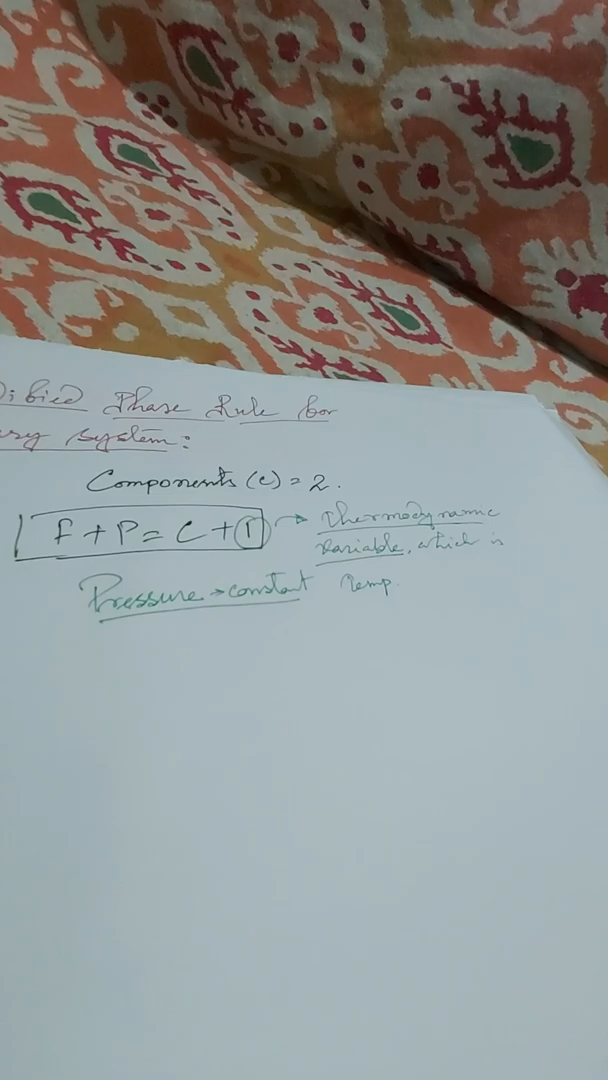 Phase Rule for
system:
Components (c) = 2.
F + P = C + 1 → Thermodynamic
variable, which is
Pressure → constant temp.